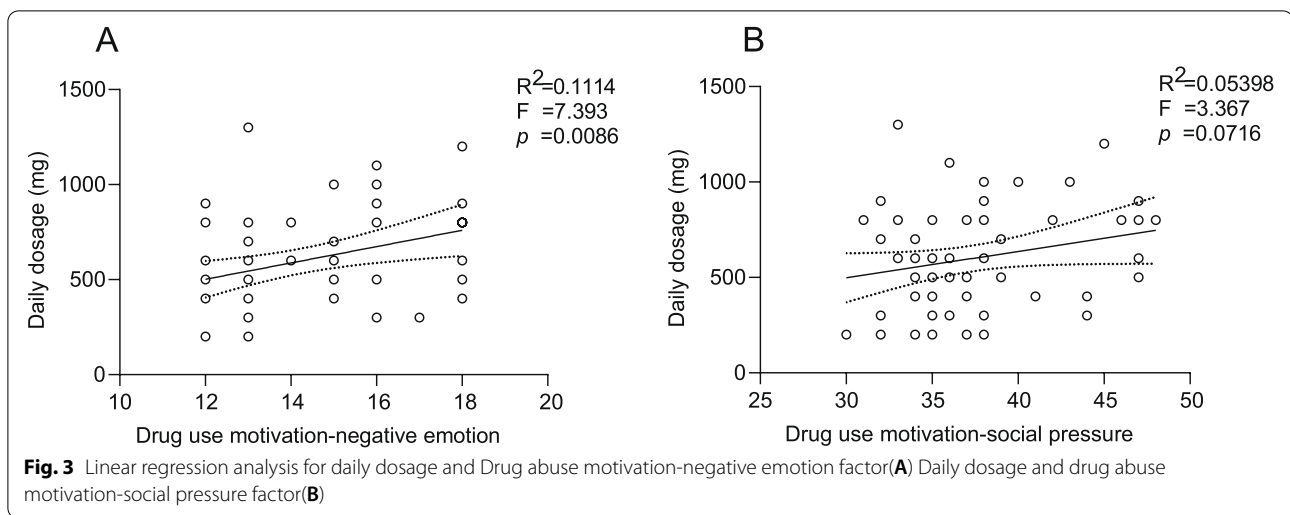 A
R2=0.1114
F =7.393
p =0.0086
1500
1000
500
0
Daily dosage (mg)
10 12 14 16 18 20
Drug use motivation-negative emotion
B
R2=0.05398
F =3.367
p =0.0716
1500
1000
500
0
Daily dosage (mg)
25 30 35 40 45 50
Drug use motivation-social pressure
Fig. 3 Linear regression analysis for daily dosage and Drug abuse motivation-negative emotion factor(A) Daily dosage and drug abuse
motivation-social pressure factor(B)